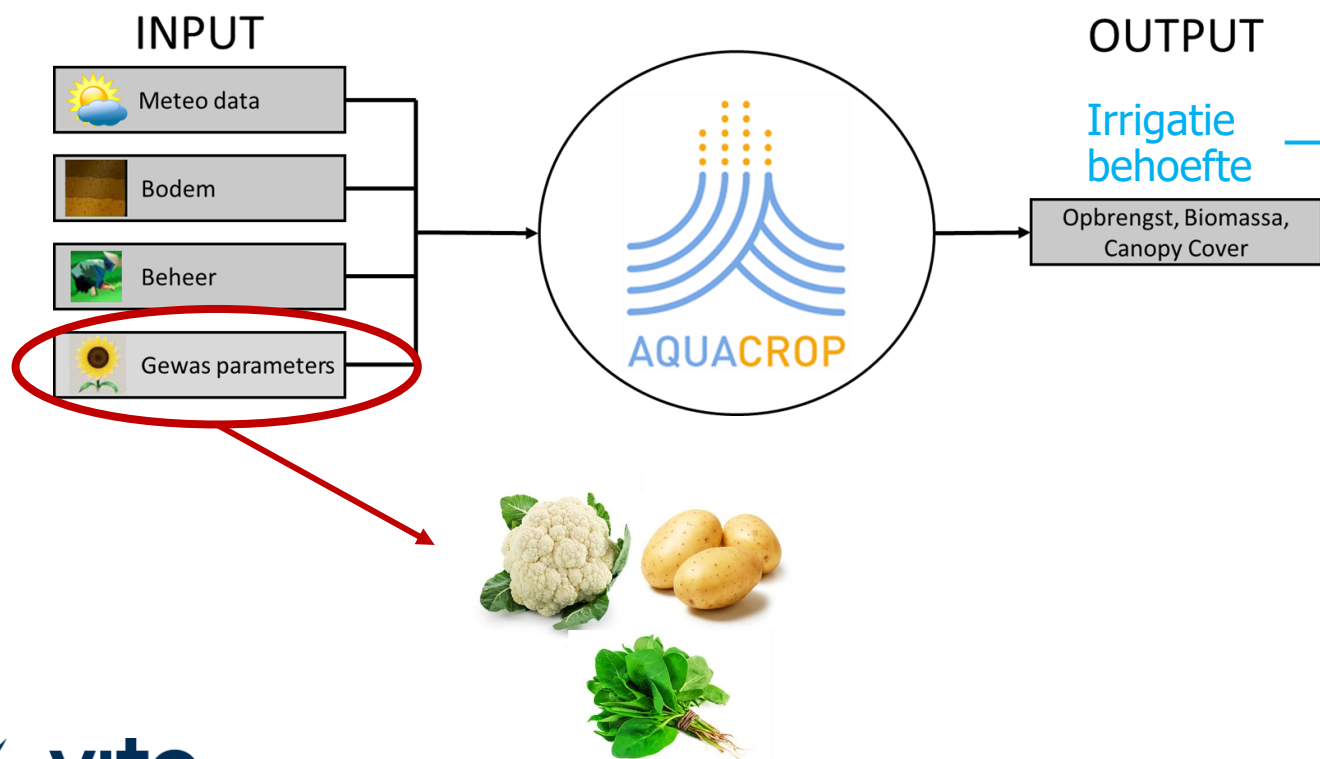 INPUT
Meteo data
Bodem
Beheer
Gewas parameters
AQUACROP
OUTPUT
Irrigatie
behoefte
Opbrengst, Biomassa,
Canopy Cover